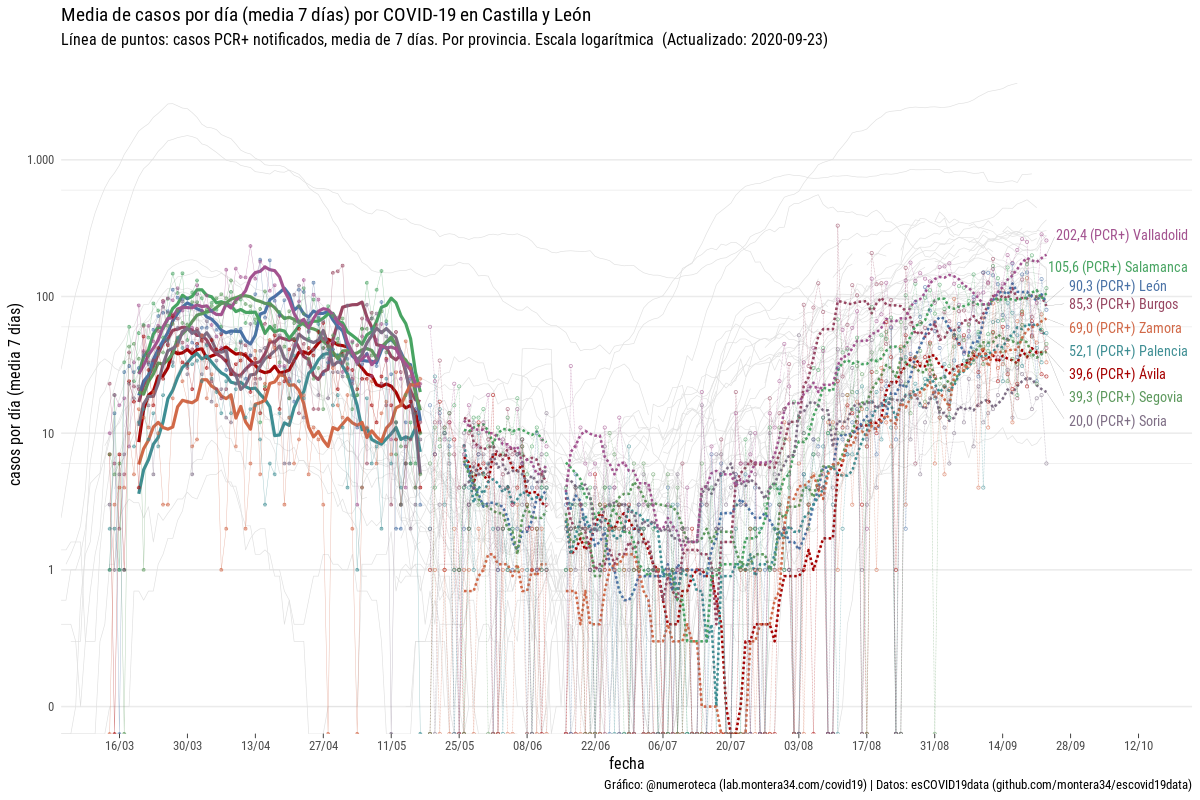 Media de casos por día (media 7 días) por COVID-19 en Castilla y León
Línea de puntos: casos PCR+ notificados, media de 7 días. Por provincia. Escala logarítmica (Actualizado: 2020-09-23)
casos por día (media 7 días)
1.000
100
10
1
0
202,4 (PCR+) Valladolid
105,6 (PCR+) Salamanca
90,3 (PCR+) León
85,3 (PCR+) Burgos
69,0 (PCR+) Zamora
52,1 (PCR+) Palencia
39,6 (PCR+) Ávila
39,3 (PCR+) Segovia
20,0 (PCR+) Soria
16/03 30/03 13/04 27/04 11/05 25/05 08/06 22/06 06/07 20/07 03/08 17/08 31/08 14/09 28/09 12/10
fecha
Gráfico: @numeroteca (lab.montera34.com/covid19) | Datos: esCOVID19data (github.com/montera34/escovid19data)